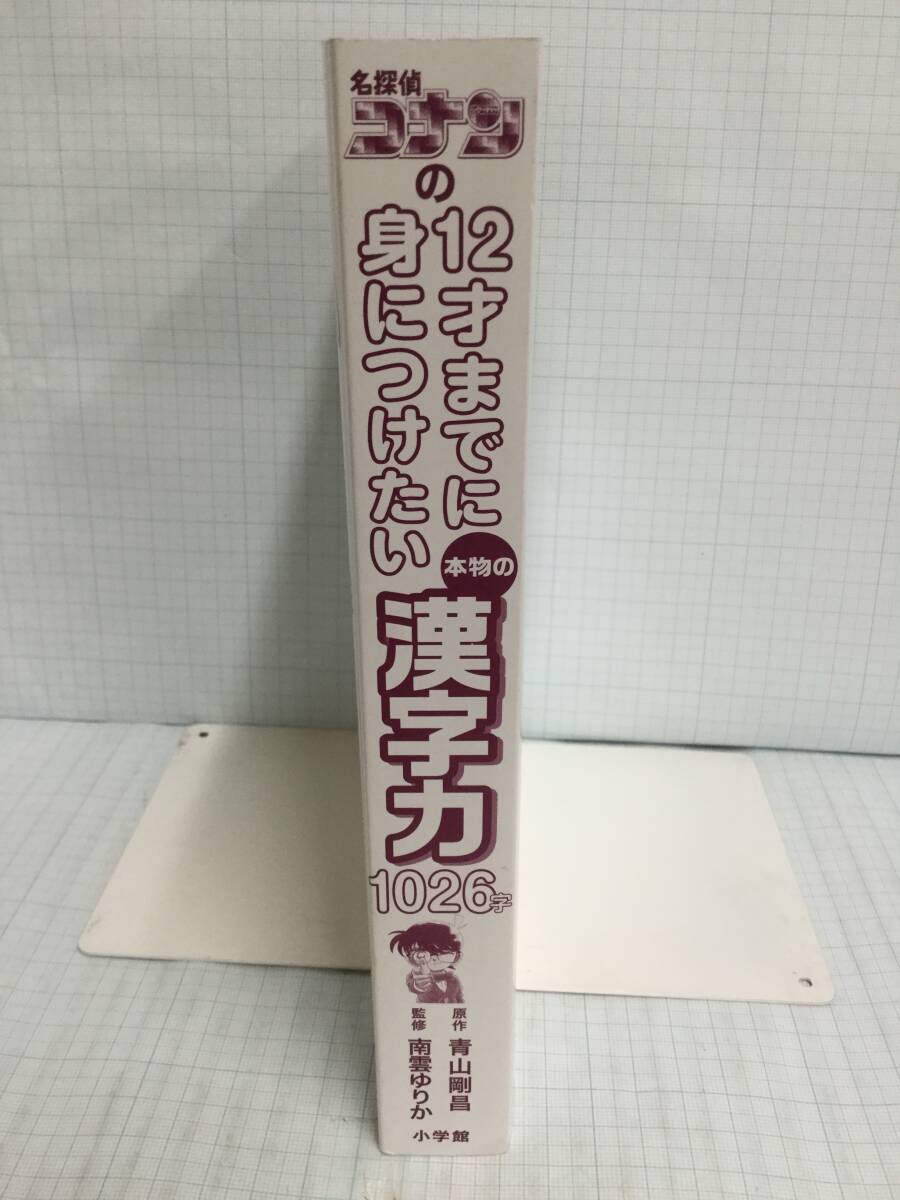 名探偵
コナン
の
12才までに
身につけたい
本物の
漢字力
1026字
原作 青山剛昌
監修 南雲ゆりか
小学館